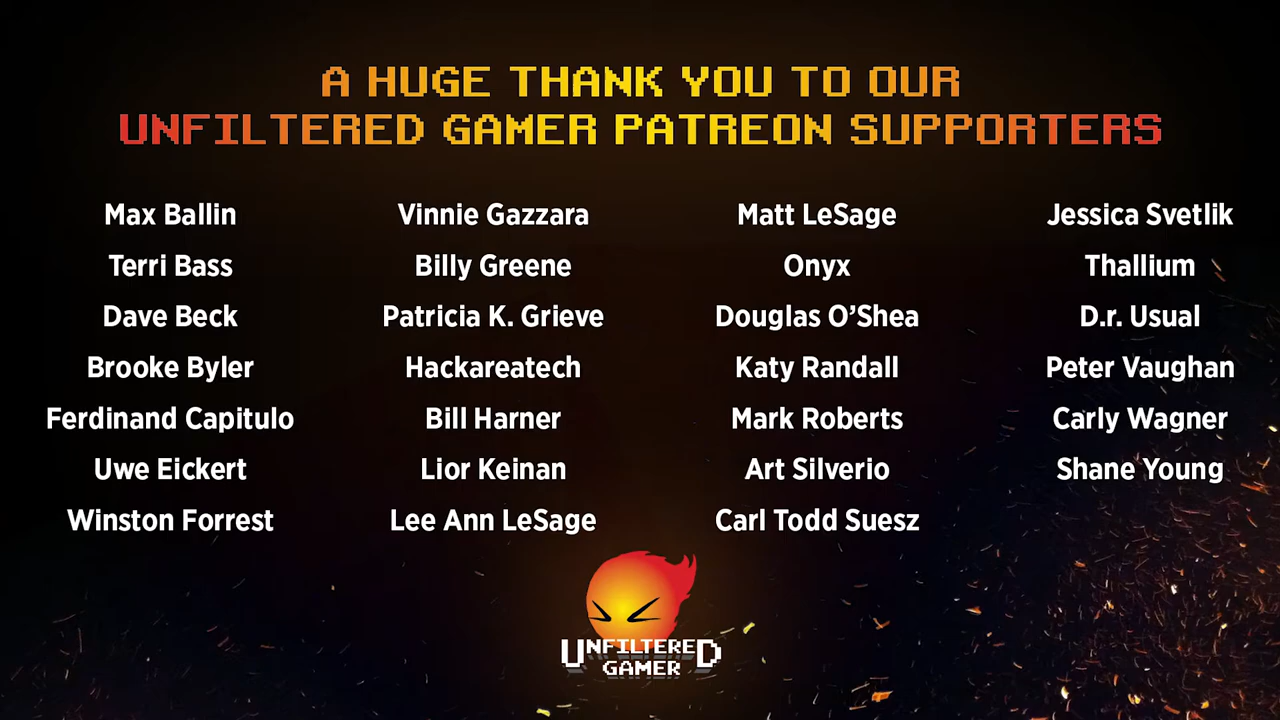 A HUGE THANK YOU TO OUR
UNFILTERED GAMER PATREON SUPPORTERS
Max Ballin
Terri Bass
Dave Beck
Brooke Byler
Ferdinand Capitulo
Uwe Eickert
Winston Forrest
Vinnie Gazzara
Billy Greene
Patricia K. Grieve
Hackareatech
Bill Harner
Lior Keinan
Lee Ann LeSage
Matt LeSage
Onyx
Douglas O’Shea
Katy Randall
Mark Roberts
Art Silverio
Carl Todd Suesz
Jessica Svetlik
Thallium
D.r. Usual
Peter Vaughan
Carly Wagner
Shane Young
UNFILTERED
GAMER